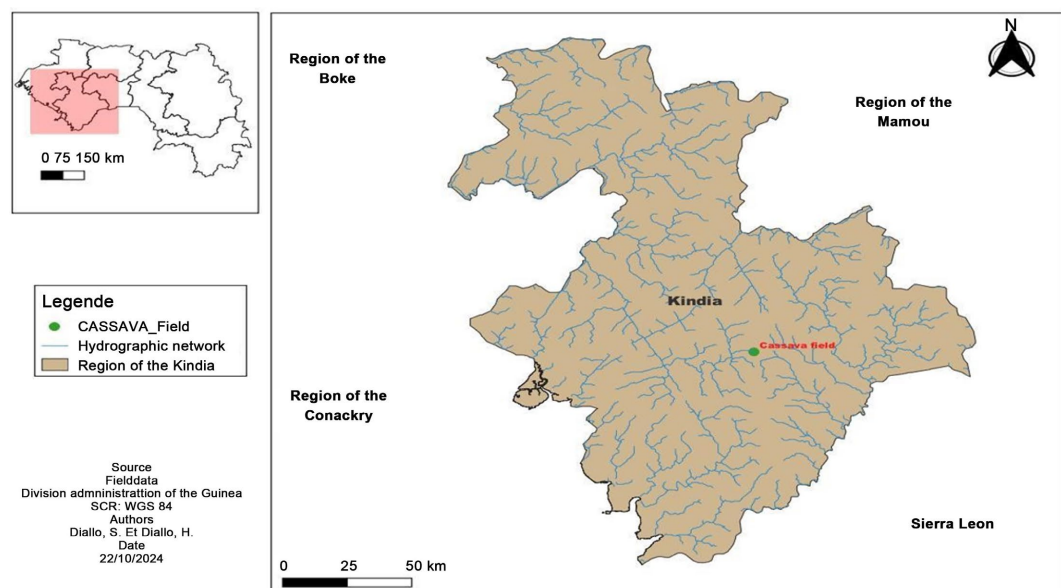 0 75 150 km
Legende
CASSAVA_Field
Hydrographic network
Region of the Kindia
Source
Fielddata
Division admninistrattion of the Guinea
SCR: WGS 84
Authors
Diallo, S. Et Diallo, H.
Date
22/10/2024
Region of the
Boke
N
Region of the
Mamou
Kindia
Cassava field
Region of the
Conackry
Sierra Leon
0 25 50 km